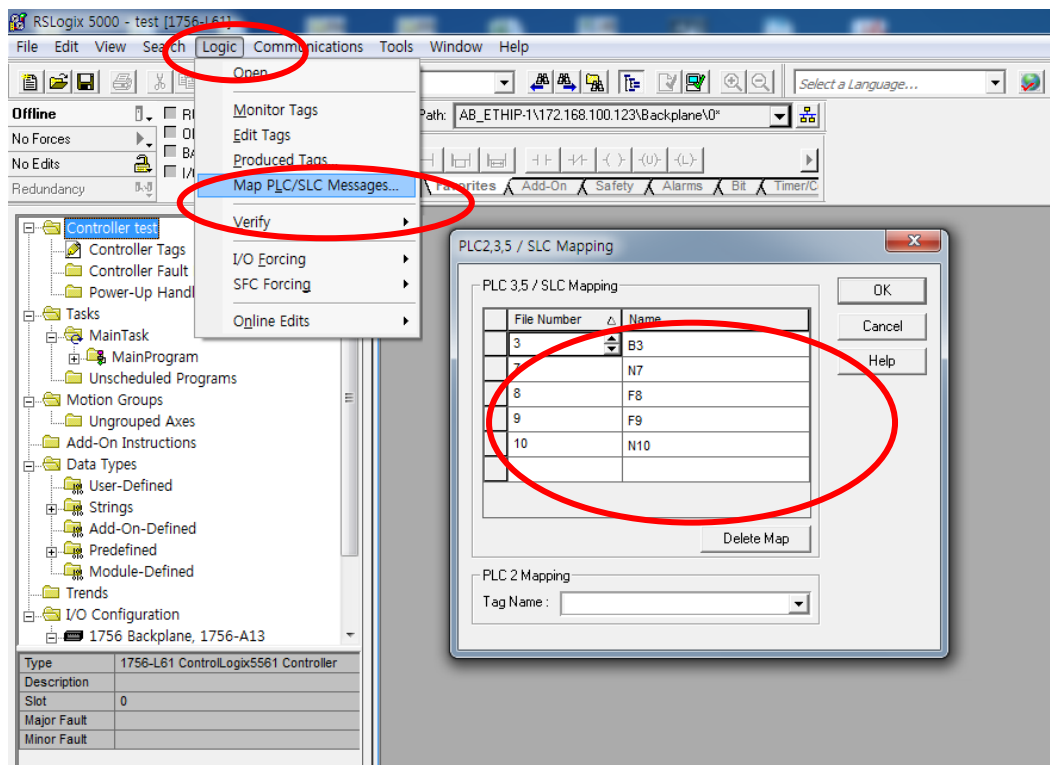 RSLogix 5000 - test [1756-L61]
File Edit View Search Logic Communications Tools Window Help
Select a Language...
Offline
No Forces
No Edits
Redundancy
Path: AB_ETHIP-1\172.168.100.123\Backplane\0*
Favorites Add-On Safety Alarms Bit Timer/C
Open
Monitor Tags
Edit Tags
Produced Tags
Map PLC/SLC Messages...
Verify
I/O Forcing
SFC Forcing
Online Edits
Controller test
Controller Tags
Controller Fault
Power-Up Handl
Tasks
MainTask
MainProgram
Unscheduled Programs
Motion Groups
Ungrouped Axes
Add-On Instructions
Data Types
User-Defined
Strings
Add-On-Defined
Predefined
Module-Defined
Trends
I/O Configuration
1756 Backplane, 1756-A13
Type 1756-L61 ControlLogix5561 Controller
Description
Slot 0
Major Fault
Minor Fault
PLC2,3,5 / SLC Mapping
PLC 3,5 / SLC Mapping
File Number Name
3 B3
7 N7
8 F8
9 F9
10 N10
Delete Map
PLC 2 Mapping
Tag Name :
OK
Cancel
Help